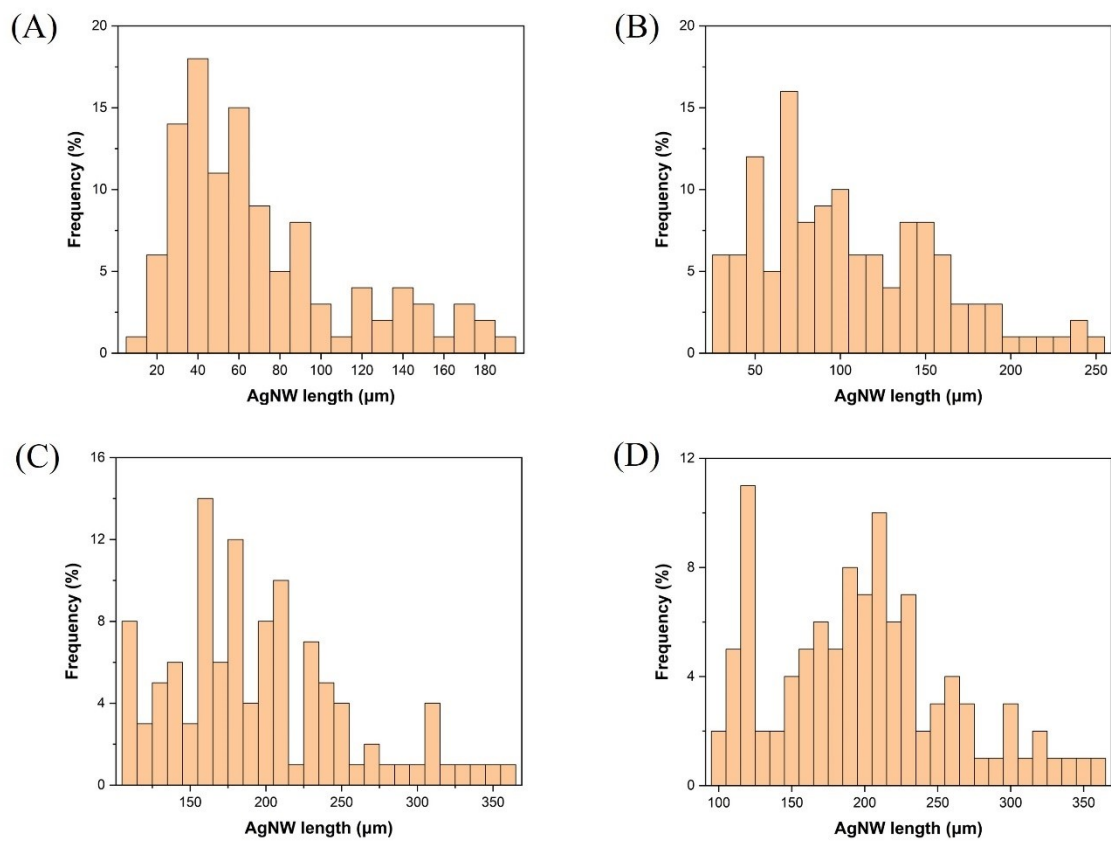 (A)
20
15
10
5
0
Frequency (%)
20 40 60 80 100 120 140 160 180
AgNW length (μm)
(B)
20
15
10
5
0
Frequency (%)
50 100 150 200 250
AgNW length (μm)
(C)
16
12
8
4
0
Frequency (%)
150 200 250 300 350
AgNW length (μm)
(D)
12
8
4
0
Frequency (%)
100 150 200 250 300 350
AgNW length (μm)